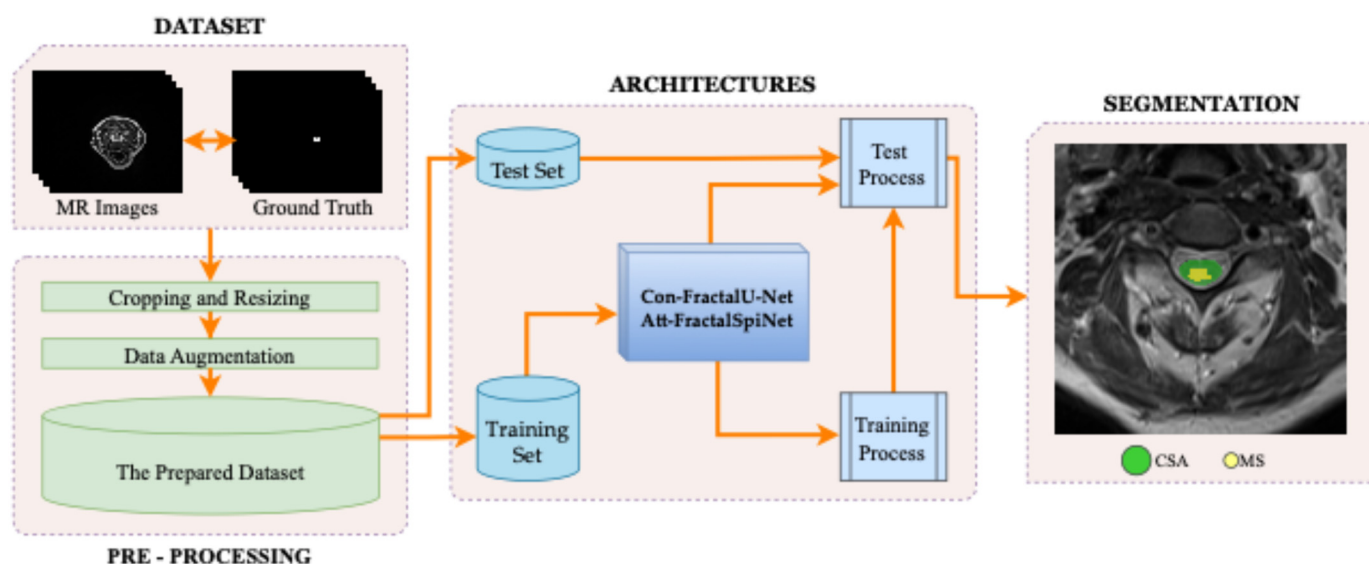 DATASET
MR Images
Ground Truth
Cropping and Resizing
Data Augmentation
The Prepared Dataset
PRE - PROCESSING
ARCHITECTURES
Test Set
Test
Process
Con-FractalU-Net
Att-FractalSpiNet
Training
Set
Training
Process
SEGMENTATION
CSA
MS